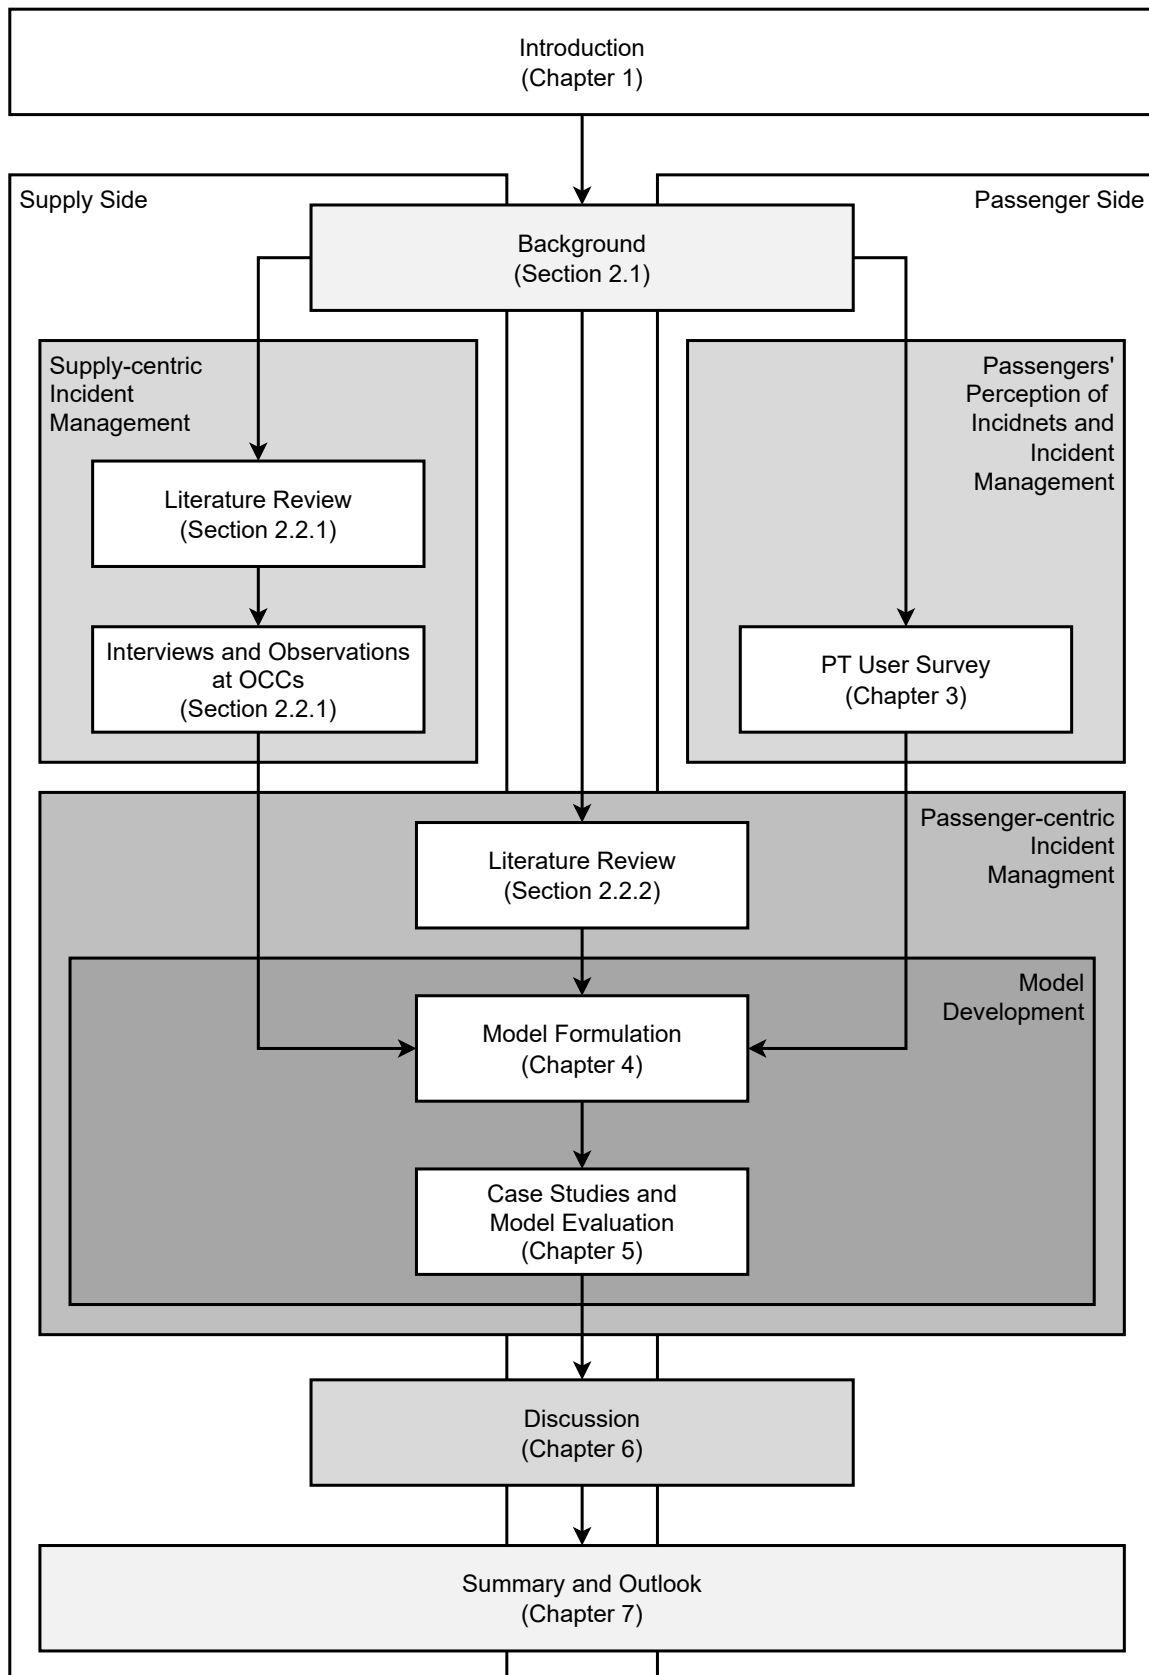 Introduction
(Chapter 1)
Supply Side
Passenger Side
Background
(Section 2.1)
Supply-centric
Incident
Management
Passengers'
Perception of
Incidnets and
Incident
Management
Literature Review
(Section 2.2.1)
Interviews and Observations
at OCCs
(Section 2.2.1)
PT User Survey
(Chapter 3)
Passenger-centric
Incident
Managment
Literature Review
(Section 2.2.2)
Model
Development
Model Formulation
(Chapter 4)
Case Studies and
Model Evaluation
(Chapter 5)
Discussion
(Chapter 6)
Summary and Outlook
(Chapter 7)